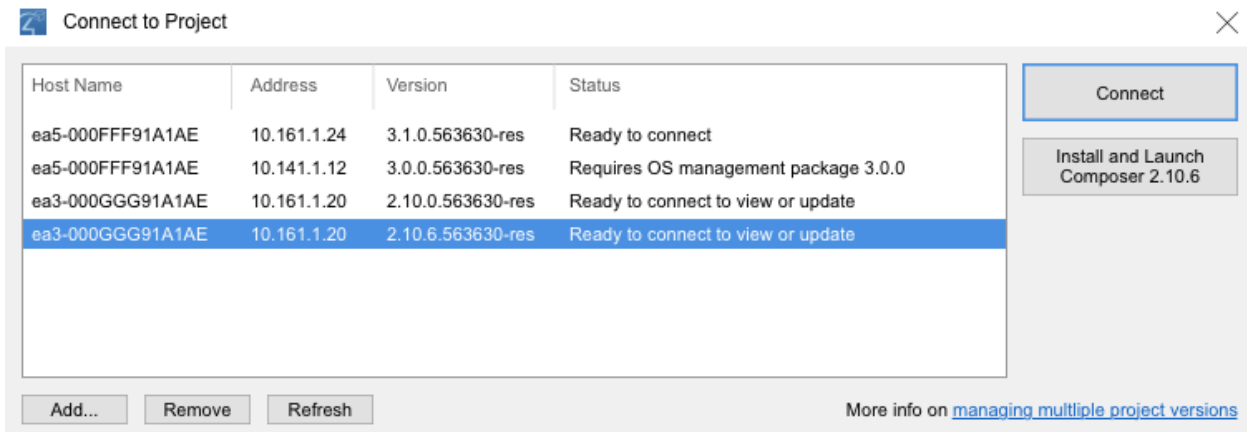 Connect to Project
Host Name Address Version Status
ea5-000FFF91A1AE 10.161.1.24 3.1.0.563630-res Ready to connect
ea5-000FFF91A1AE 10.141.1.12 3.0.0.563630-res Requires OS management package 3.0.0
ea3-000GGG91A1AE 10.161.1.20 2.10.0.563630-res Ready to connect to view or update
ea3-000GGG91A1AE 10.161.1.20 2.10.6.563630-res Ready to connect to view or update
Connect
Install and Launch
Composer 2.10.6
Add... Remove Refresh More info on managing multliple project versions